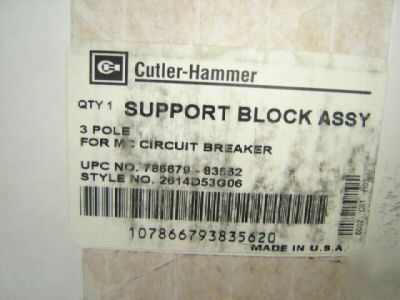 Cutler-Hammer
QTY 1 SUPPORT BLOCK ASSY
3 POLE
FOR MC CIRCUIT BREAKER
UPC NO. 786679 - 83562
STYLE NO. 2614D53G06
107866793835620
MADE IN U.S.A.